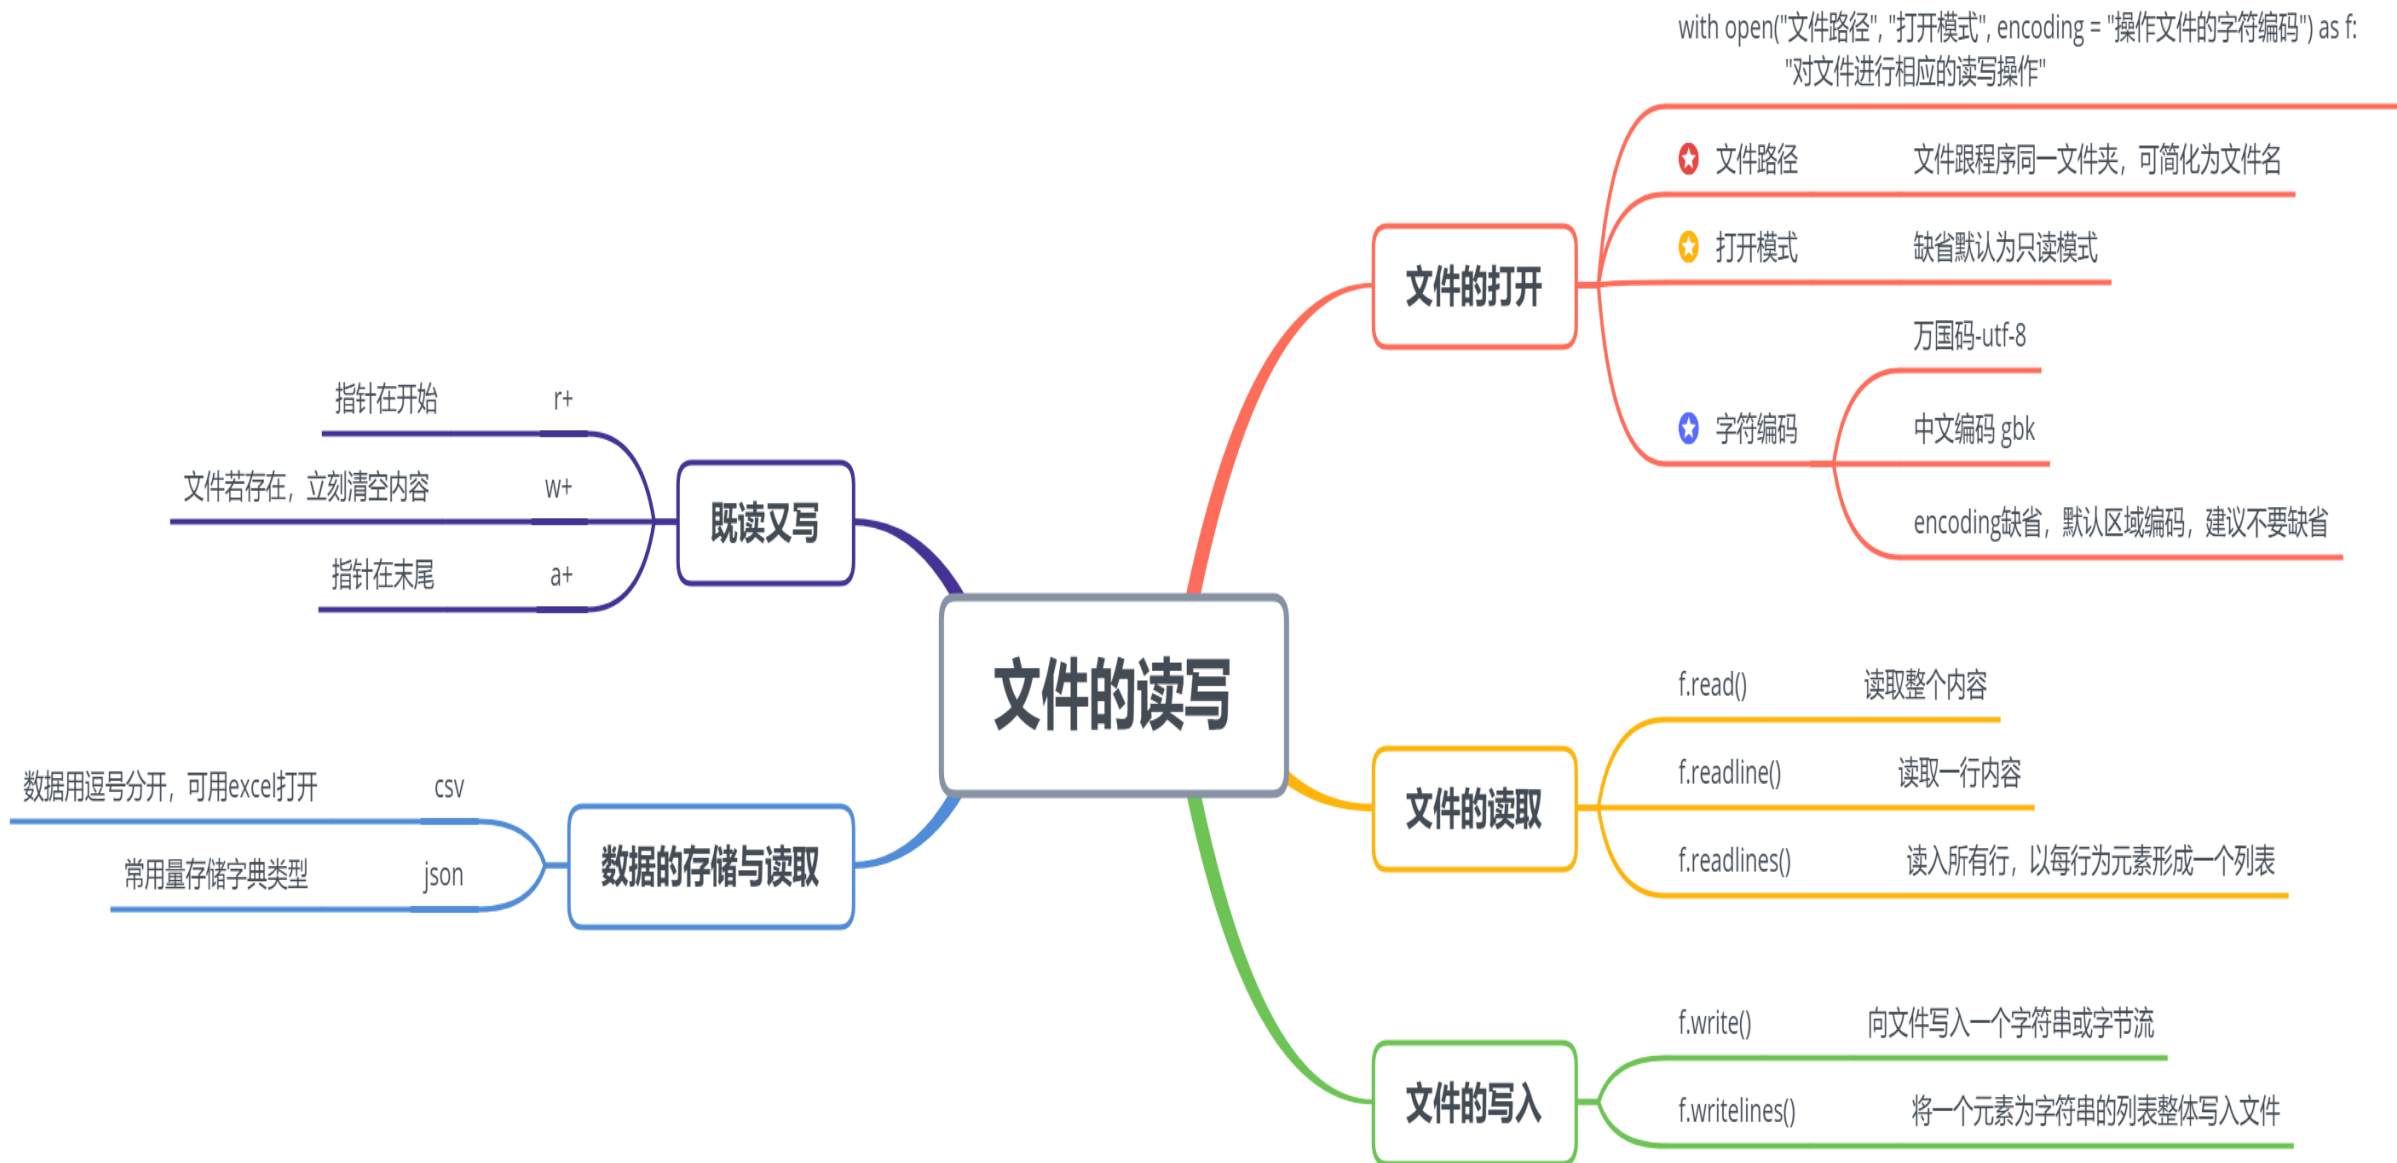 文件的读写
文件的打开
with open("文件路径", "打开模式", encoding = "操作文件的字符编码") as f:
"对文件进行相应的读写操作"
文件路径 文件跟程序同一文件夹，可简化为文件名
打开模式 缺省默认为只读模式
字符编码
万国码-utf-8
中文编码 gbk
encoding缺省，默认区域编码，建议不要缺省
文件的读取
f.read() 读取整个内容
f.readline() 读取一行内容
f.readlines() 读入所有行，以每行为元素形成一个列表
文件的写入
f.write() 向文件写入一个字符串或字节流
f.writelines() 将一个元素为字符串的列表整体写入文件
既读又写
指针在开始 r+
文件若存在，立刻清空内容 w+
指针在末尾 a+
数据的存储与读取
数据用逗号分开，可用excel打开 csv
常用量存储字典类型 json